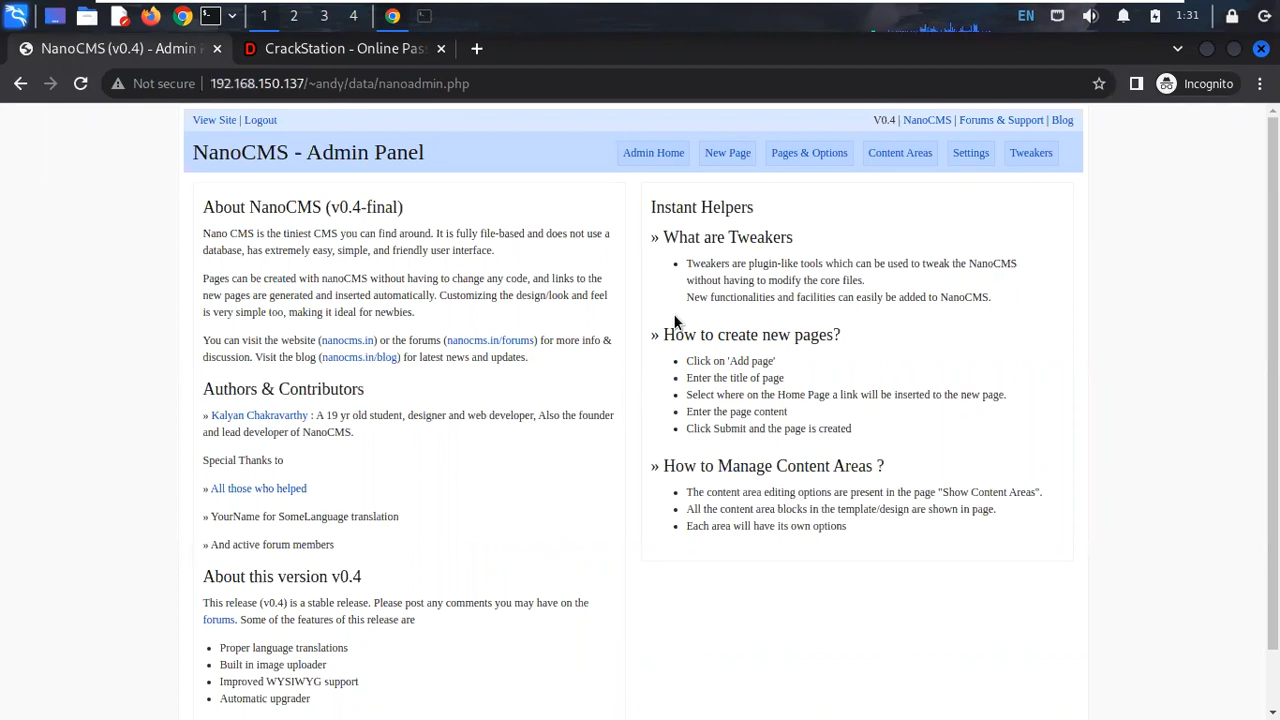 1 2 3 4 EN 1:31
NanoCMS (v0.4) - Admin
CrackStation - Online Pas
Not secure 192.168.150.137/~andy/data/nanoadmin.php Incognito
View Site | Logout
V0.4 | NanoCMS | Forums & Support | Blog
NanoCMS - Admin Panel
Admin Home New Page Pages & Options Content Areas Settings Tweakers
About NanoCMS (v0.4-final)
Nano CMS is the tiniest CMS you can find around. It is fully file-based and does not use a
database, has extremely easy, simple, and friendly user interface.
Pages can be created with nanoCMS without having to change any code, and links to the
new pages are generated and inserted automatically. Customizing the design/look and feel
is very simple too, making it ideal for newbies.
You can visit the website (nanocms.in) or the forums (nanocms.in/forums) for more info &
discussion. Visit the blog (nanocms.in/blog) for latest news and updates.
Authors & Contributors
» Kalyan Chakravarthy : A 19 yr old student, designer and web developer, Also the founder
and lead developer of NanoCMS.
Special Thanks to
» All those who helped
» YourName for SomeLanguage translation
» And active forum members
About this version v0.4
This release (v0.4) is a stable release. Please post any comments you may have on the
forums. Some of the features of this release are
• Proper language translations
• Built in image uploader
• Improved WYSIWYG support
• Automatic upgrader
Instant Helpers
» What are Tweakers
• Tweakers are plugin-like tools which can be used to tweak the NanoCMS
without having to modify the core files.
New functionalities and facilities can easily be added to NanoCMS.
» How to create new pages?
• Click on 'Add page'
• Enter the title of page
• Select where on the Home Page a link will be inserted to the new page.
• Enter the page content
• Click Submit and the page is created
» How to Manage Content Areas ?
• The content area editing options are present in the page "Show Content Areas".
• All the content area blocks in the template/design are shown in page.
• Each area will have its own options